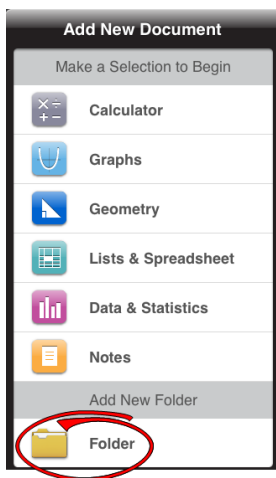 Add New Document
Make a Selection to Begin
Calculator
Graphs
Geometry
Lists & Spreadsheet
Data & Statistics
Notes
Add New Folder
Folder